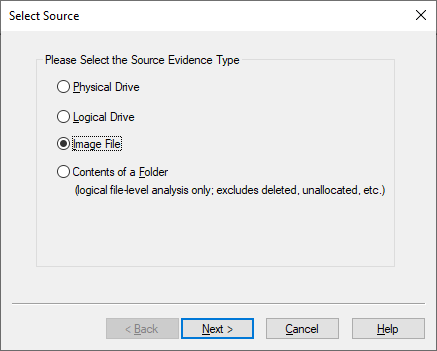 Select Source
Please Select the Source Evidence Type
Physical Drive
Logical Drive
Image File
Contents of a Folder
(logical file-level analysis only; excludes deleted, unallocated, etc.)
< Back
Next >
Cancel
Help